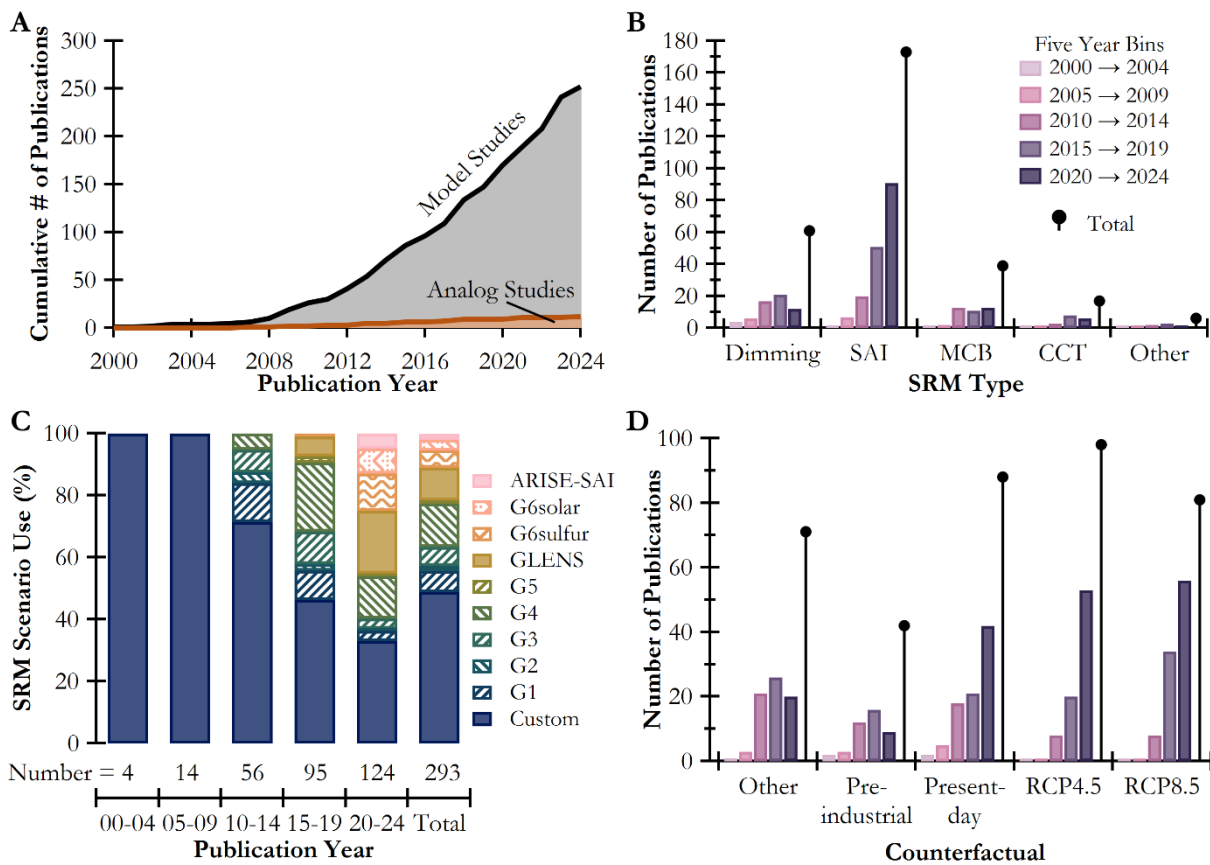 A
Cumulative # of Publications
300
250
200
150
100
50
0
Model Studies
Analog Studies
2000 2004 2008 2012 2016 2020 2024
Publication Year
B
Number of Publications
180
160
140
120
100
80
60
40
20
0
Five Year Bins
2000 → 2004
2005 → 2009
2010 → 2014
2015 → 2019
2020 → 2024
Total
Dimming SAI MCB CCT Other
SRM Type
C
SRM Scenario Use (%)
100
80
60
40
20
0
ARISE-SAI
G6solar
G6sulfur
GLENS
G5
G4
G3
G2
G1
Custom
Number = 4 14 56 95 124 293
00-04 05-09 10-14 15-19 20-24 Total
Publication Year
D
Number of Publications
100
80
60
40
20
0
Other Pre- Present- RCP4.5 RCP8.5
industrial day
Counterfactual